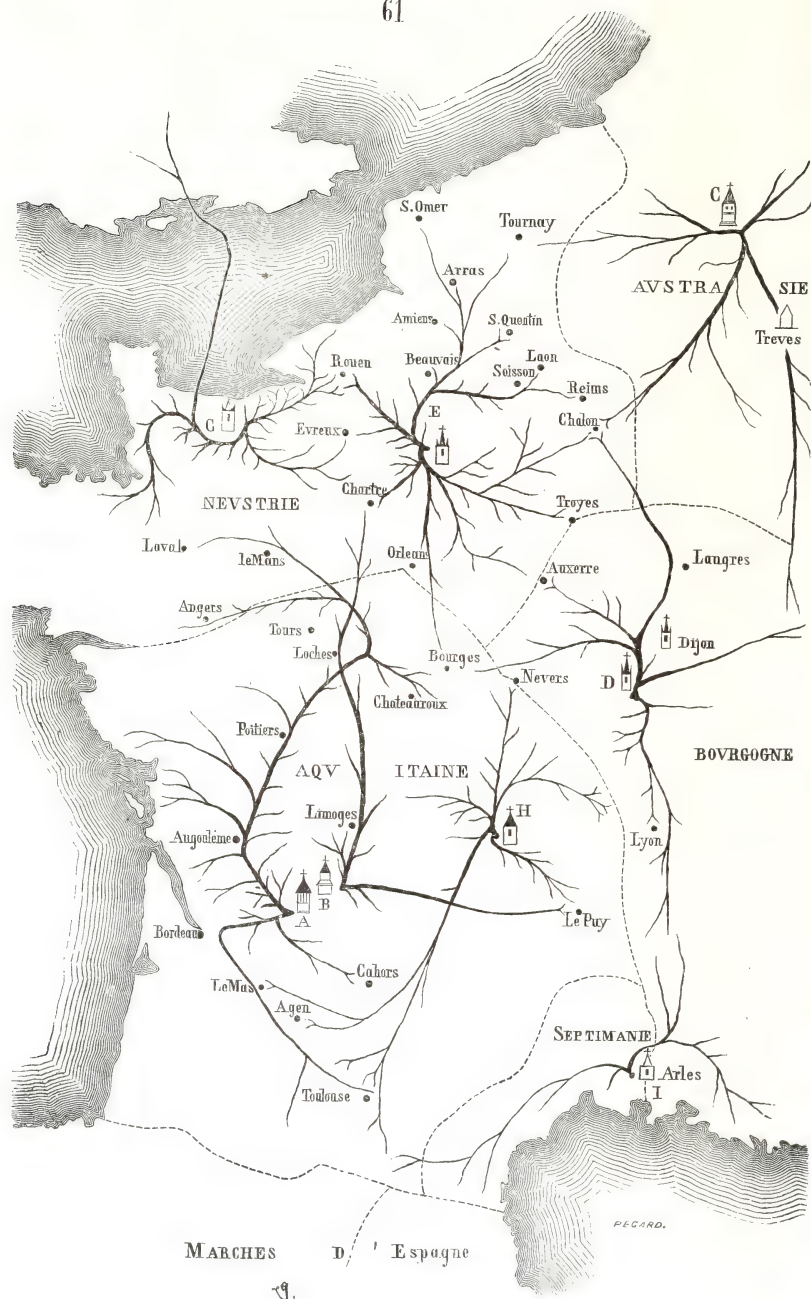 61
S.Omer
Tournay
C
Arras
AVSTRA SIE
Amiens
S.Quentin
Treves
Rouen
Beauvais
Laon
Soisson
Reims
G
E
Chalon
Evreux
Chartre
NEVSTRIE
Troyes
Laval
leMans
Orleans
Langres
Auxerre
Angers
Tours
Dijon
Loches
Bourges
Nevers
D
Chateauroux
Poitiers
BOVRGOGNE
AQV ITAINE
Limoges
H
Augoulême
Lyon
B
A
Le Puy
Bordeau
Cahors
LeMas
Agen
SEPTIMANIE
Arles
I
Toulouse
PEGARD.
MARCHES D'Espagne